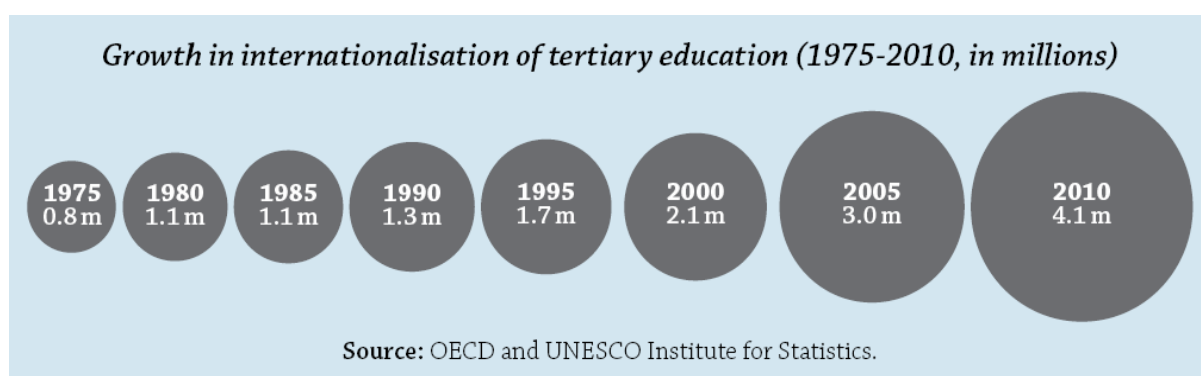 Growth in internationalisation of tertiary education (1975-2010, in millions)
1975
0.8 m
1980
1.1 m
1985
1.1 m
1990
1.3 m
1995
1.7 m
2000
2.1 m
2005
3.0 m
2010
4.1 m
Source: OECD and UNESCO Institute for Statistics.